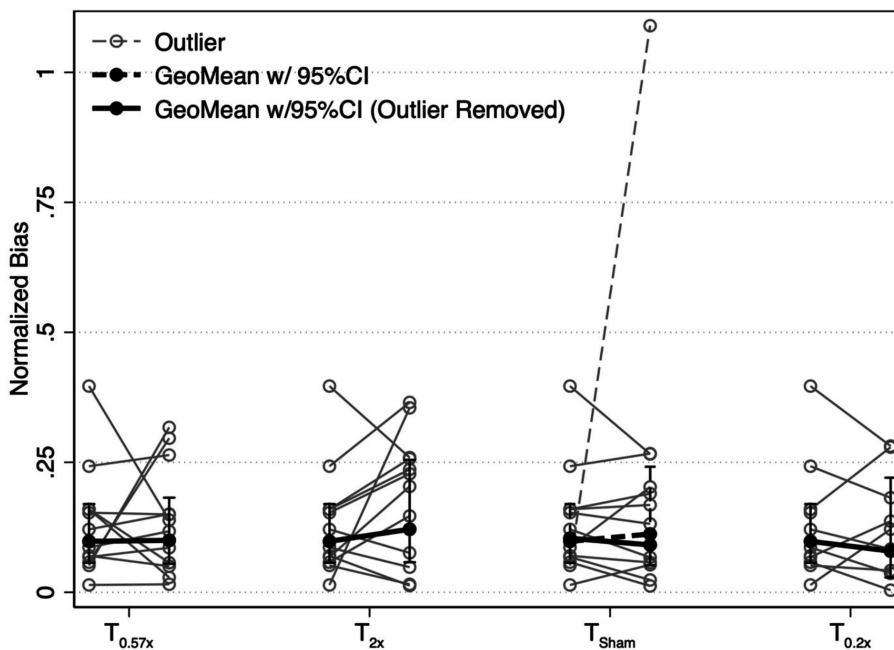 Outlier
GeoMean w/ 95%CI
GeoMean w/95%CI (Outlier Removed)
Normalized Bias
1
.75
.5
.25
0
T0.57x
T2x
TSham
T0.2x